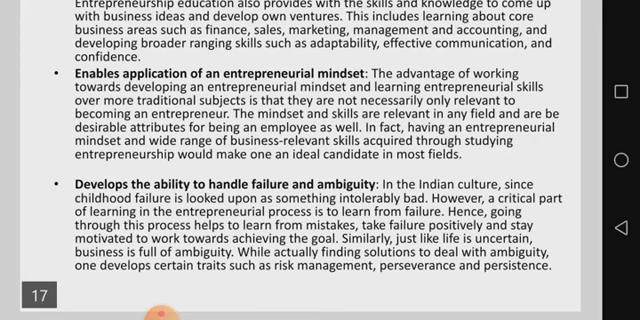 Entrepreneurship education also provides with the skills and knowledge to come up
with business ideas and develop own ventures. This includes learning about core
business areas such as finance, sales, marketing, management and accounting, and
developing broader ranging skills such as adaptability, effective communication, and
confidence.
• Enables application of an entrepreneurial mindset: The advantage of working
towards developing an entrepreneurial mindset and learning entrepreneurial skills
over more traditional subjects is that they are not necessarily only relevant to
becoming an entrepreneur. The mindset and skills are relevant in any field and are be
desirable attributes for being an employee as well. In fact, having an entrepreneurial
mindset and wide range of business-relevant skills acquired through studying
entrepreneurship would make one an ideal candidate in most fields.
• Develops the ability to handle failure and ambiguity: In the Indian culture, since
childhood failure is looked upon as something intolerably bad. However, a critical part
of learning in the entrepreneurial process is to learn from failure. Hence, going
through this process helps to learn from mistakes, take failure positively and stay
motivated to work towards achieving the goal. Similarly, just like life is uncertain,
business is full of ambiguity. While actually finding solutions to deal with ambiguity,
one develops certain traits such as risk management, perseverance and persistence.
17